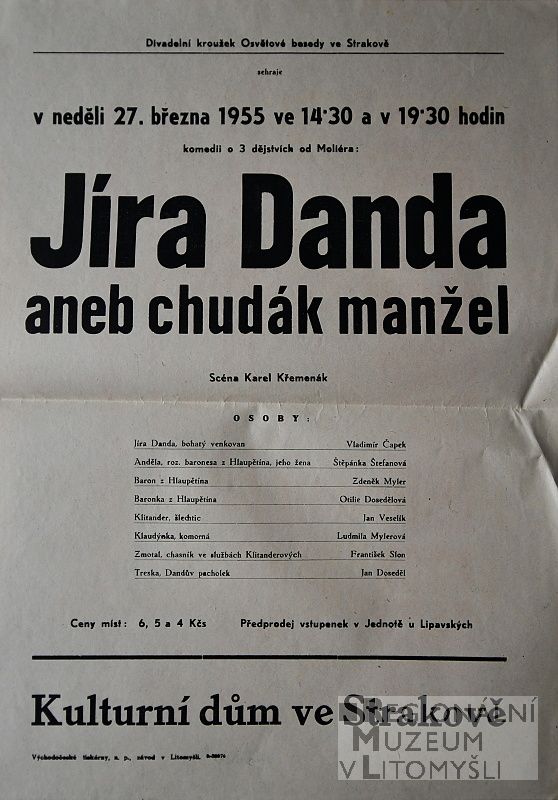 Divadelní kroužek Osvětové besedy ve Strakově
sehraje
v neděli 27. března 1955 ve 14·30 a v 19·30 hodin
komedii o 3 dějstvích od Moliéra:
Jíra Danda
aneb chudák manžel
Scéna Karel Křemenák
OSOBY:
Jíra Danda, bohatý venkovan Vladimír Čapek
Anděla, roz. baronesa z Hlaupětína, jeho žena Štěpánka Štefanová
Baron z Hlaupětína Zdeněk Myler
Baronka z Hlaupětína Otilie Dosedělová
Klitander, šlechtic Jan Veselík
Klaudýnka, komorná Ludmila Mylerová
Zmotal, chasník ve službách Klitanderových František Slon
Treska, Dandův pacholek Jan Doseděl
Ceny míst: 6, 5 a 4 Kčs Předprodej vstupenek v Jednotě u Lipavských
Kulturní dům ve Strakově
Východočeské tiskárny, n. p., závod v Litomyšli.
REGIONÁLNÍ
MUZEUM
V LITOMYŠLI